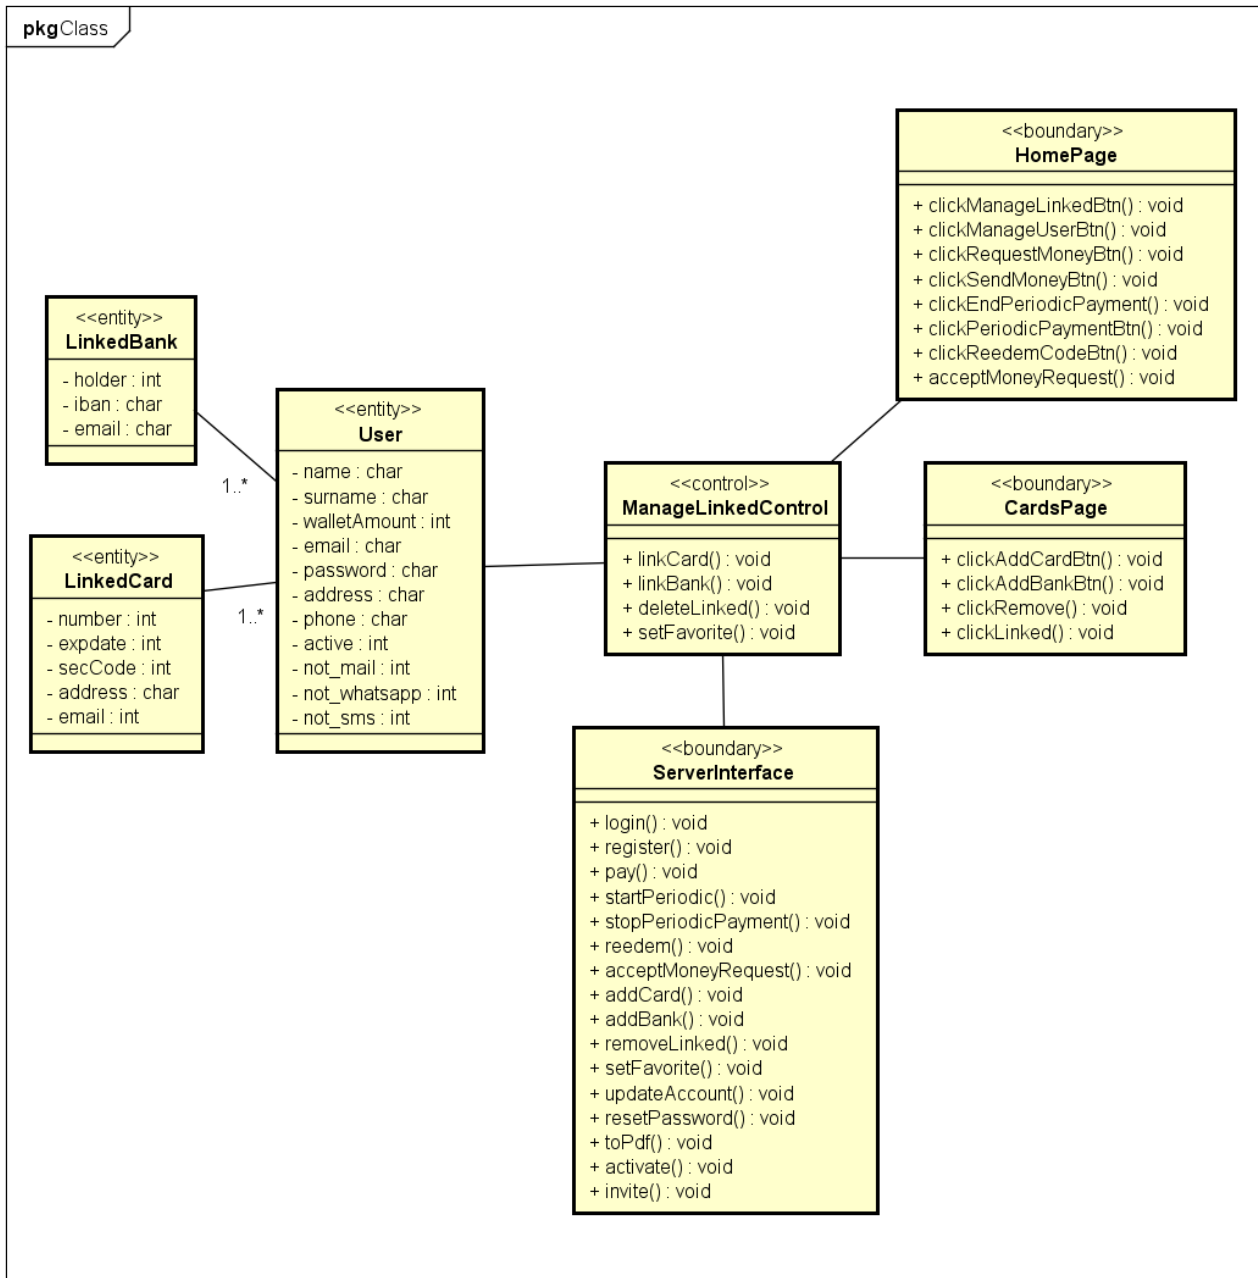 pkgClass
<<boundary>>
HomePage
+ clickManageLinkedBtn() : void
+ clickManageUserBtn() : void
+ clickRequestMoneyBtn() : void
+ clickSendMoneyBtn() : void
+ clickEndPeriodicPayment() : void
+ clickPeriodicPaymentBtn() : void
+ clickReedemCodeBtn() : void
+ acceptMoneyRequest() : void
<<entity>>
LinkedBank
- holder : int
- iban : char
- email : char
1..*
<<entity>>
User
- name : char
- surname : char
- walletAmount : int
- email : char
- password : char
- address : char
- phone : char
- active : int
- not_mail : int
- not_whatsapp : int
- not_sms : int
<<entity>>
LinkedCard
- number : int
- expdate : int
- secCode : int
- address : char
- email : int
1..*
<<control>>
ManageLinkedControl
+ linkCard() : void
+ linkBank() : void
+ deleteLinked() : void
+ setFavorite() : void
<<boundary>>
CardsPage
+ clickAddCardBtn() : void
+ clickAddBankBtn() : void
+ clickRemove() : void
+ clickLinked() : void
<<boundary>>
ServerInterface
+ login() : void
+ register() : void
+ pay() : void
+ startPeriodic() : void
+ stopPeriodicPayment() : void
+ reedem() : void
+ acceptMoneyRequest() : void
+ addCard() : void
+ addBank() : void
+ removeLinked() : void
+ setFavorite() : void
+ updateAccount() : void
+ resetPassword() : void
+ toPdf() : void
+ activate() : void
+ invite() : void